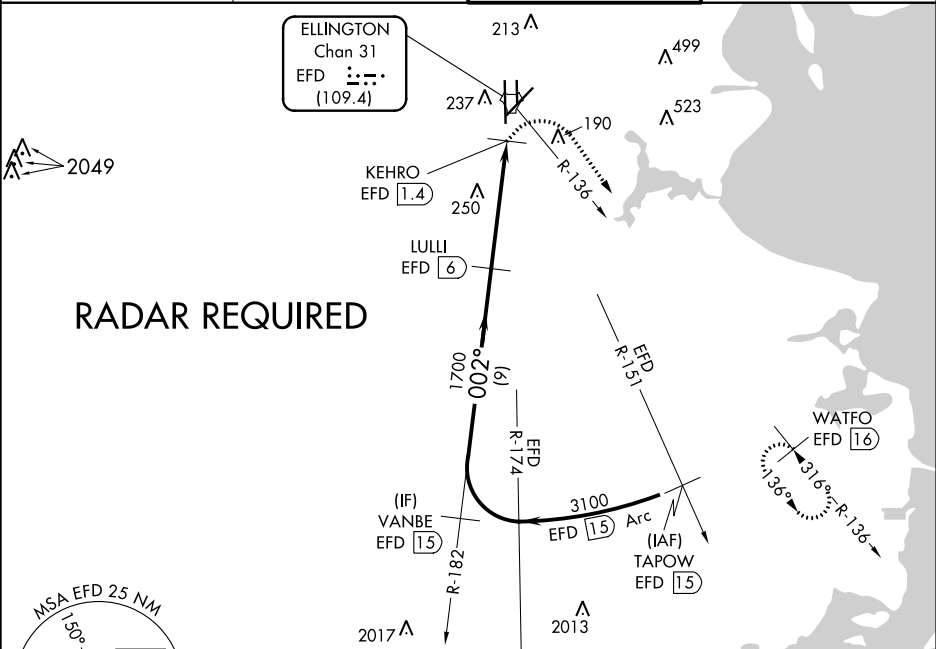 ELLINGTON
Chan 31
EFD
(109.4)
213
499
237
523
190
2049
KEHRO
EFD 1.4
R-136
250
LULLI
EFD 6
RADAR REQUIRED
EFD
R-151
1700
002°
(9)
EFD
R-174
WATFO
EFD 16
316°
R-136
136°
3100
EFD 15 Arc
(IF)
VANBE
EFD 15
(IAF)
TAPOW
EFD 15
R-182
MSA EFD 25 NM
150°
2017
2013